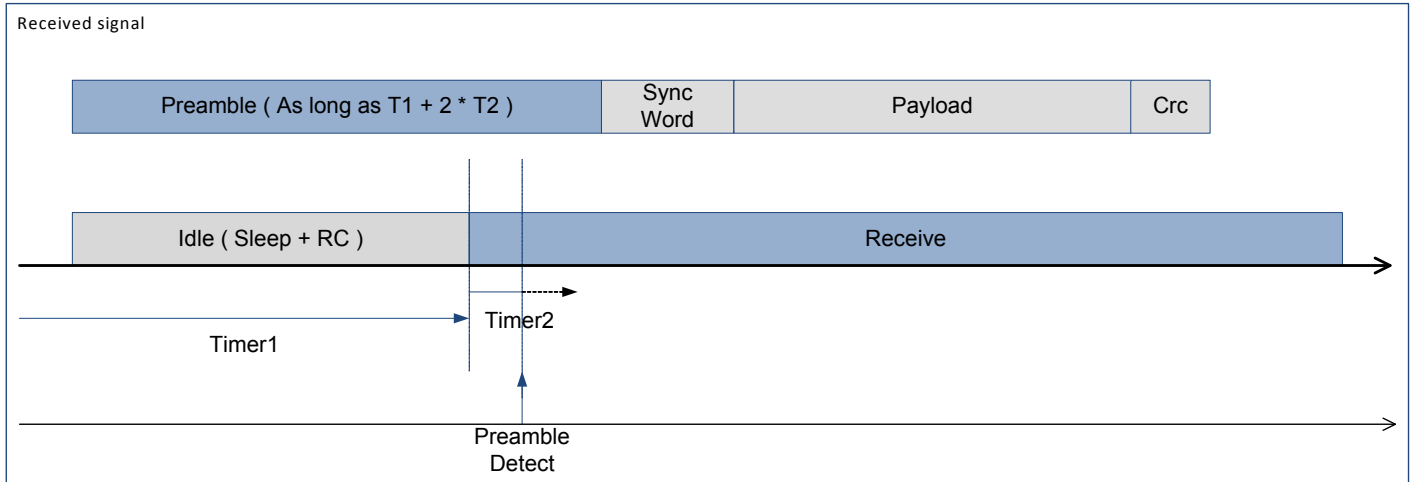 Received signal
Preamble ( As long as T1 + 2 * T2 )
Sync
Word
Payload
Crc
Idle ( Sleep + RC )
Receive
Timer2
Timer1
Preamble
Detect